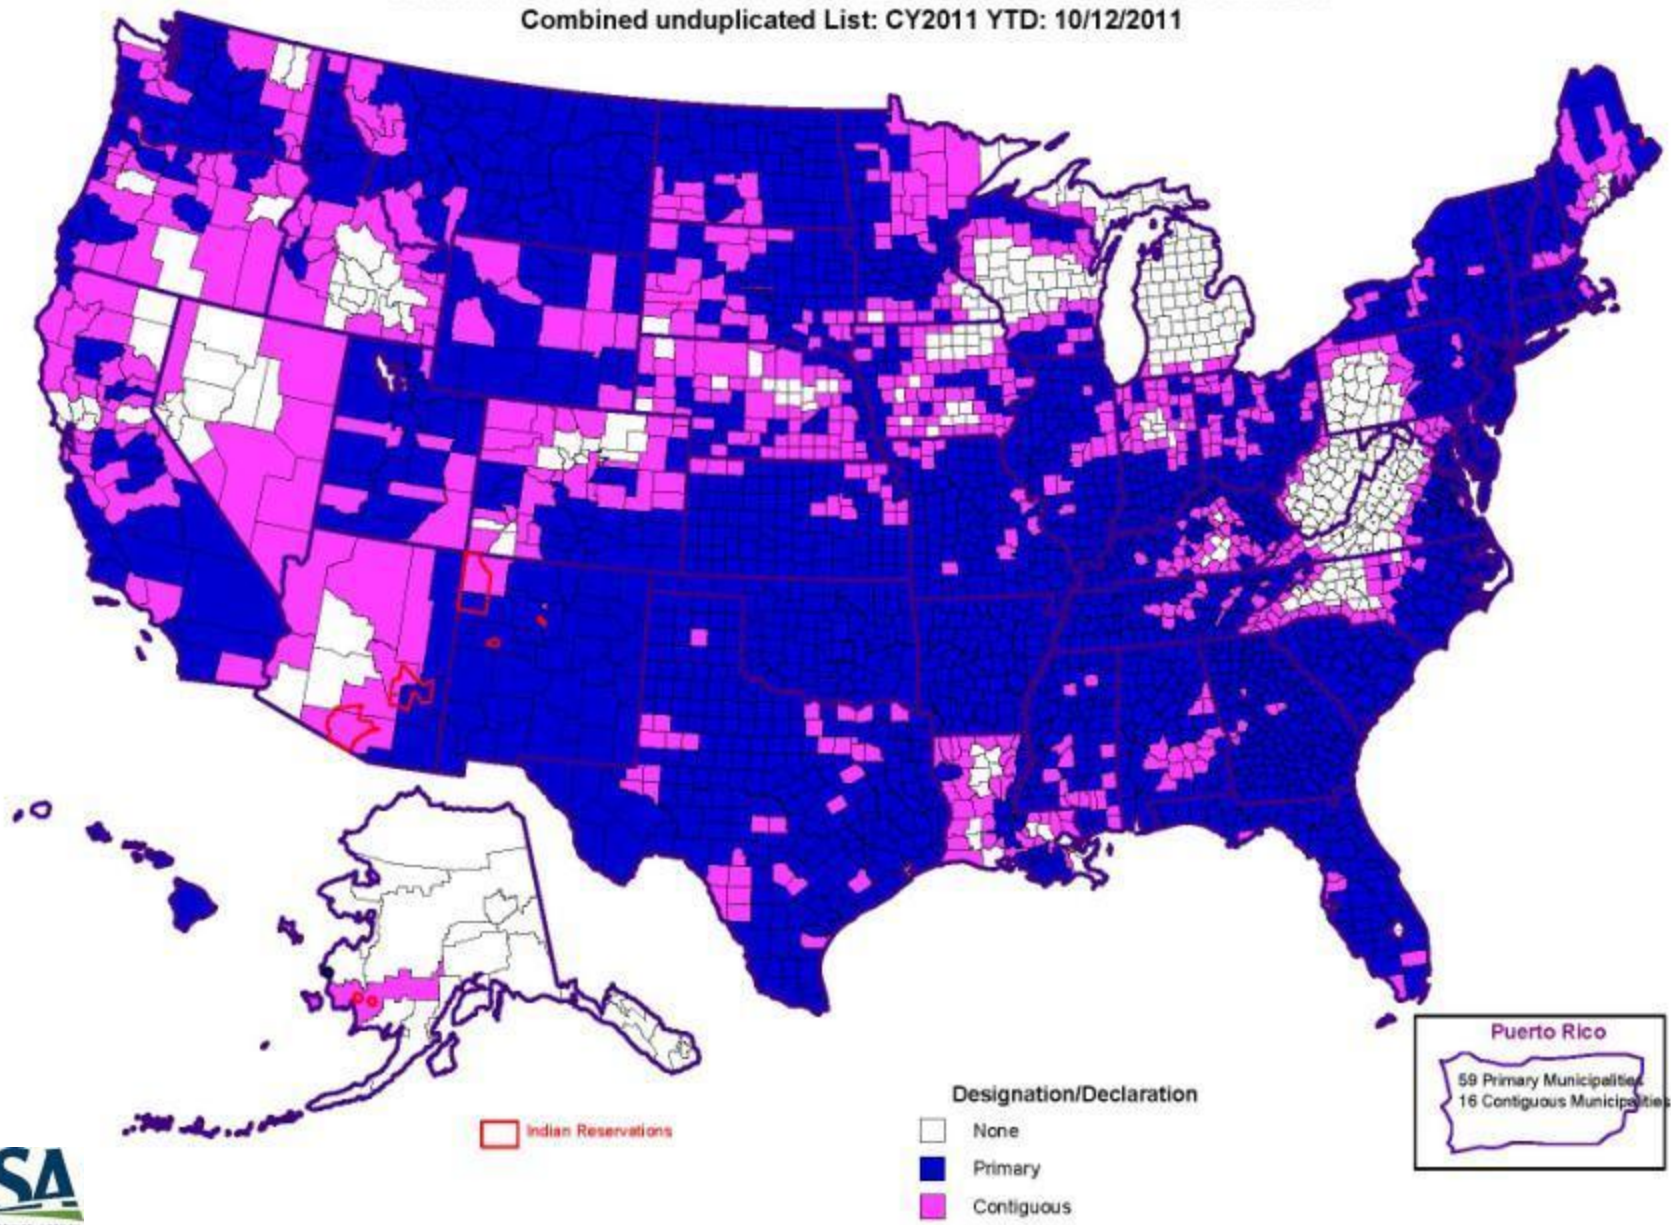 Combined unduplicated List: CY2011 YTD: 10/12/2011
Puerto Rico
59 Primary Municipalities
16 Contiguous Municipalities
Designation/Declaration
None
Primary
Contiguous
Indian Reservations
SA